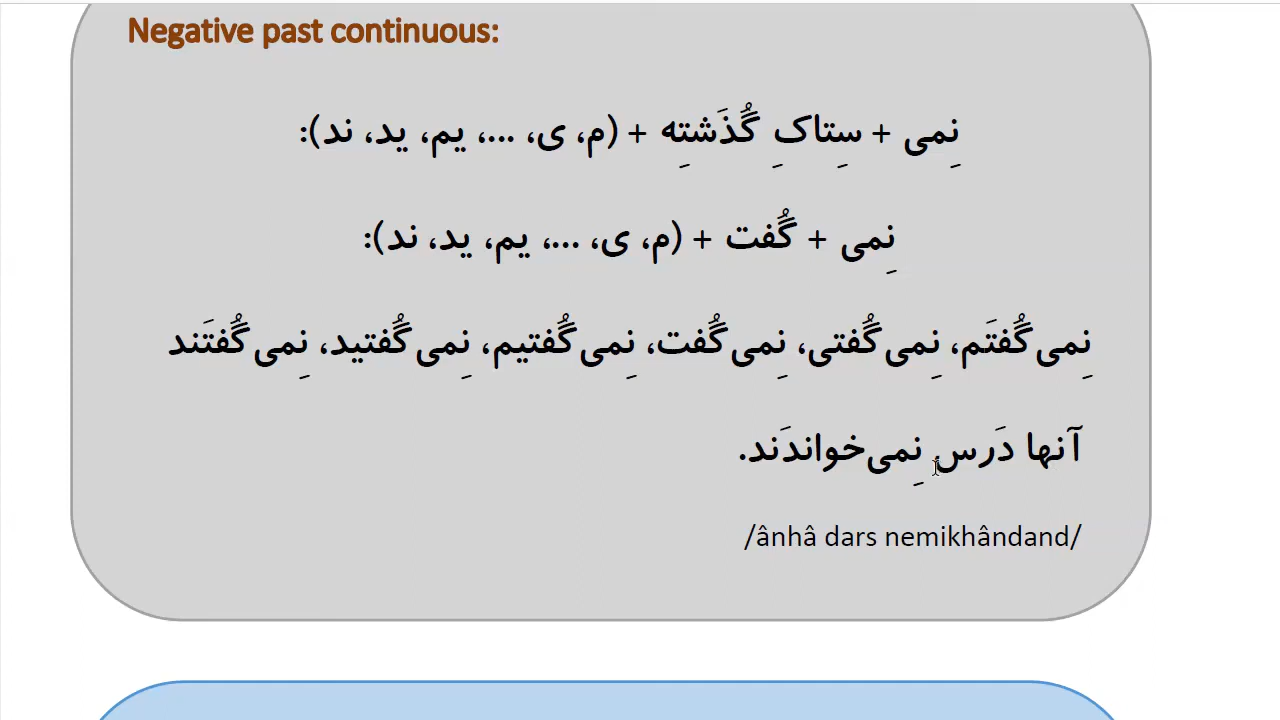 Negative past continuous:
نِمی + سِتاکِ گُذَشتِه + (م، ی، ...، یم، ید، ند):
نِمی + گُفت + (م، ی، ...، یم، ید، ند):
نِمی‌گُفتَم، نِمی‌گُفتی، نِمی‌گُفت، نِمی‌گُفتیم، نِمی‌گُفتید، نِمی‌گُفتَند
آنها دَرس نِمی‌خواندَند.
/ânhâ dars nemikhândand/